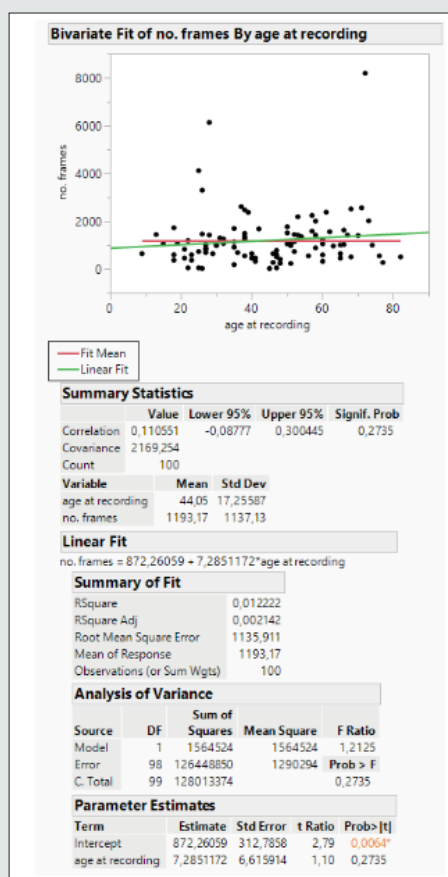 Bivariate Fit of no. frames By age at recording
8000
6000
4000
2000
0
no. frames
0 20 40 60 80
age at recording
Fit Mean
Linear Fit
Summary Statistics
Value Lower 95% Upper 95% Signif. Prob
Correlation 0,110551 -0,08777 0,300445 0,2735
Covariance 2169,254
Count 100
Variable Mean Std Dev
age at recording 44,05 17,25587
no. frames 1193,17 1137,13
Linear Fit
no. frames = 872,26059 + 7,2851172*age at recording
Summary of Fit
RSquare 0,012222
RSquare Adj 0,002142
Root Mean Square Error 1135,911
Mean of Response 1193,17
Observations (or Sum Wgts) 100
Analysis of Variance
Sum of
Source DF Squares Mean Square F Ratio
Model 1 1564524 1564524 1,2125
Error 98 126448850 1290294 Prob > F
C. Total 99 128013374 0,2735
Parameter Estimates
Term Estimate Std Error t Ratio Prob>|t|
Intercept 872,26059 312,7858 2,79 0,0064*
age at recording 7,2851172 6,615914 1,10 0,2735